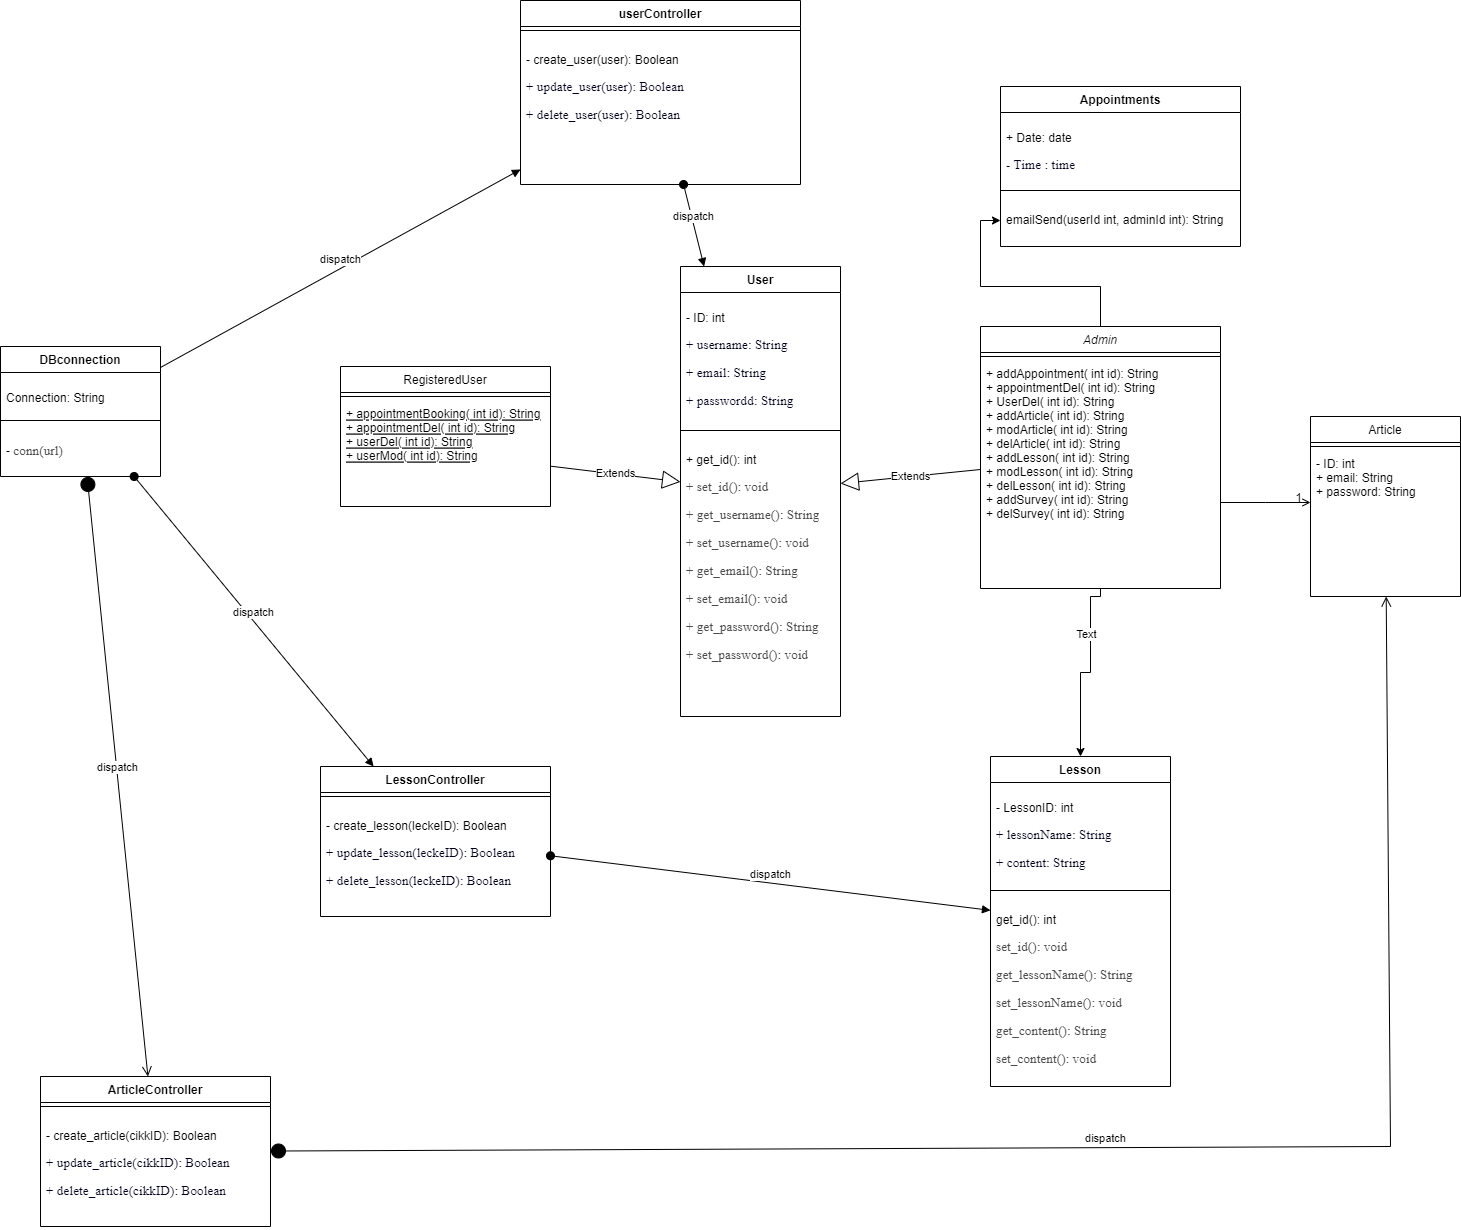 userController
- create_user(user): Boolean
+ update_user(user): Boolean
+ delete_user(user): Boolean
Appointments
+ Date: date
- Time : time
emailSend(userId int, adminId int): String
dispatch
dispatch
User
- ID: int
+ username: String
+ email: String
+ passwordd: String
+ get_id(): int
+ set_id(): void
+ get_username(): String
+ set_username(): void
+ get_email(): String
+ set_email(): void
+ get_password(): String
+ set_password(): void
DBconnection
Connection: String
- conn(url)
RegisteredUser
+ appointmentBooking( int id): String
+ appointmentDel( int id): String
+ userDel( int id): String
+ userMod( int id): String
Extends
Extends
Admin
+ addAppointment( int id): String
+ appointmentDel( int id): String
+ UserDel( int id): String
+ addArticle( int id): String
+ modArticle( int id): String
+ delArticle( int id): String
+ addLesson( int id): String
+ modLesson( int id): String
+ delLesson( int id): String
+ addSurvey( int id): String
+ delSurvey( int id): String
1
Article
- ID: int
+ email: String
+ password: String
dispatch
Text
dispatch
LessonController
- create_lesson(leckeID): Boolean
+ update_lesson(leckeID): Boolean
+ delete_lesson(leckeID): Boolean
dispatch
Lesson
- LessonID: int
+ lessonName: String
+ content: String
get_id(): int
set_id(): void
get_lessonName(): String
set_lessonName(): void
get_content(): String
set_content(): void
ArticleController
- create_article(cikkID): Boolean
+ update_article(cikkID): Boolean
+ delete_article(cikkID): Boolean
dispatch